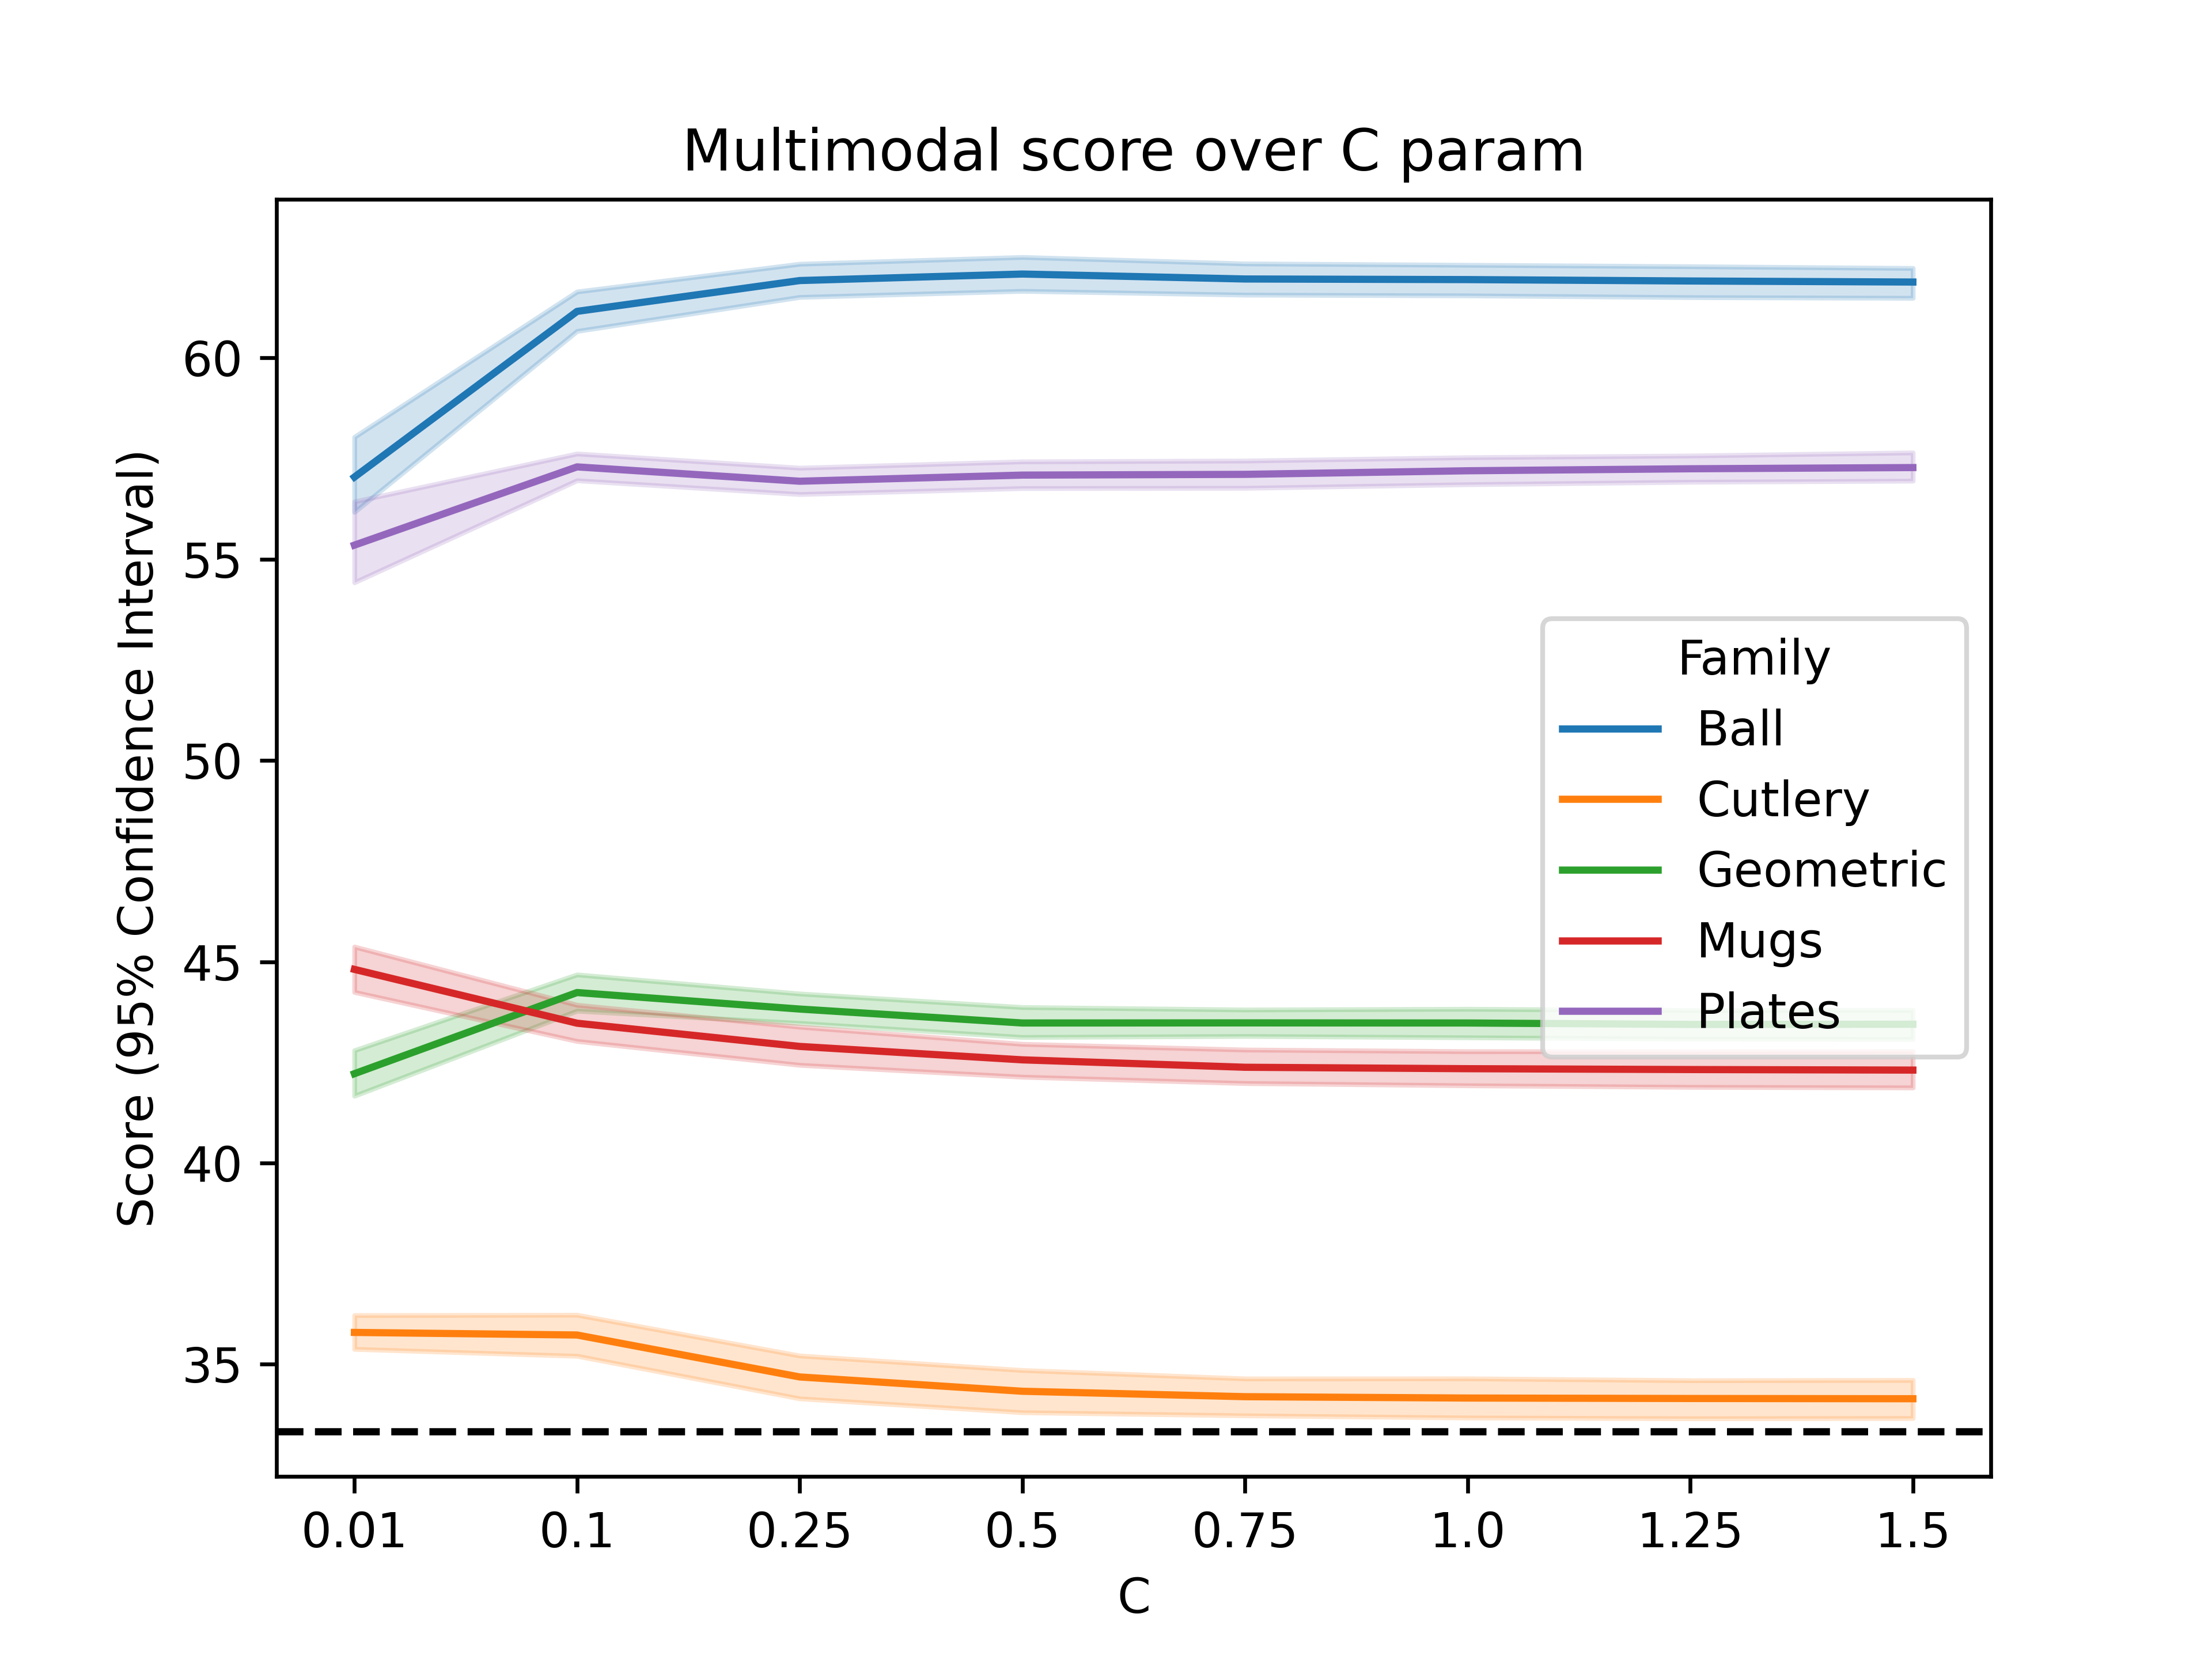 Multimodal score over C param
Score (95% Confidence Interval)
60
55
50
45
40
35
Family
Ball
Cutlery
Geometric
Mugs
Plates
0.01 0.1 0.25 0.5 0.75 1.0 1.25 1.5
C